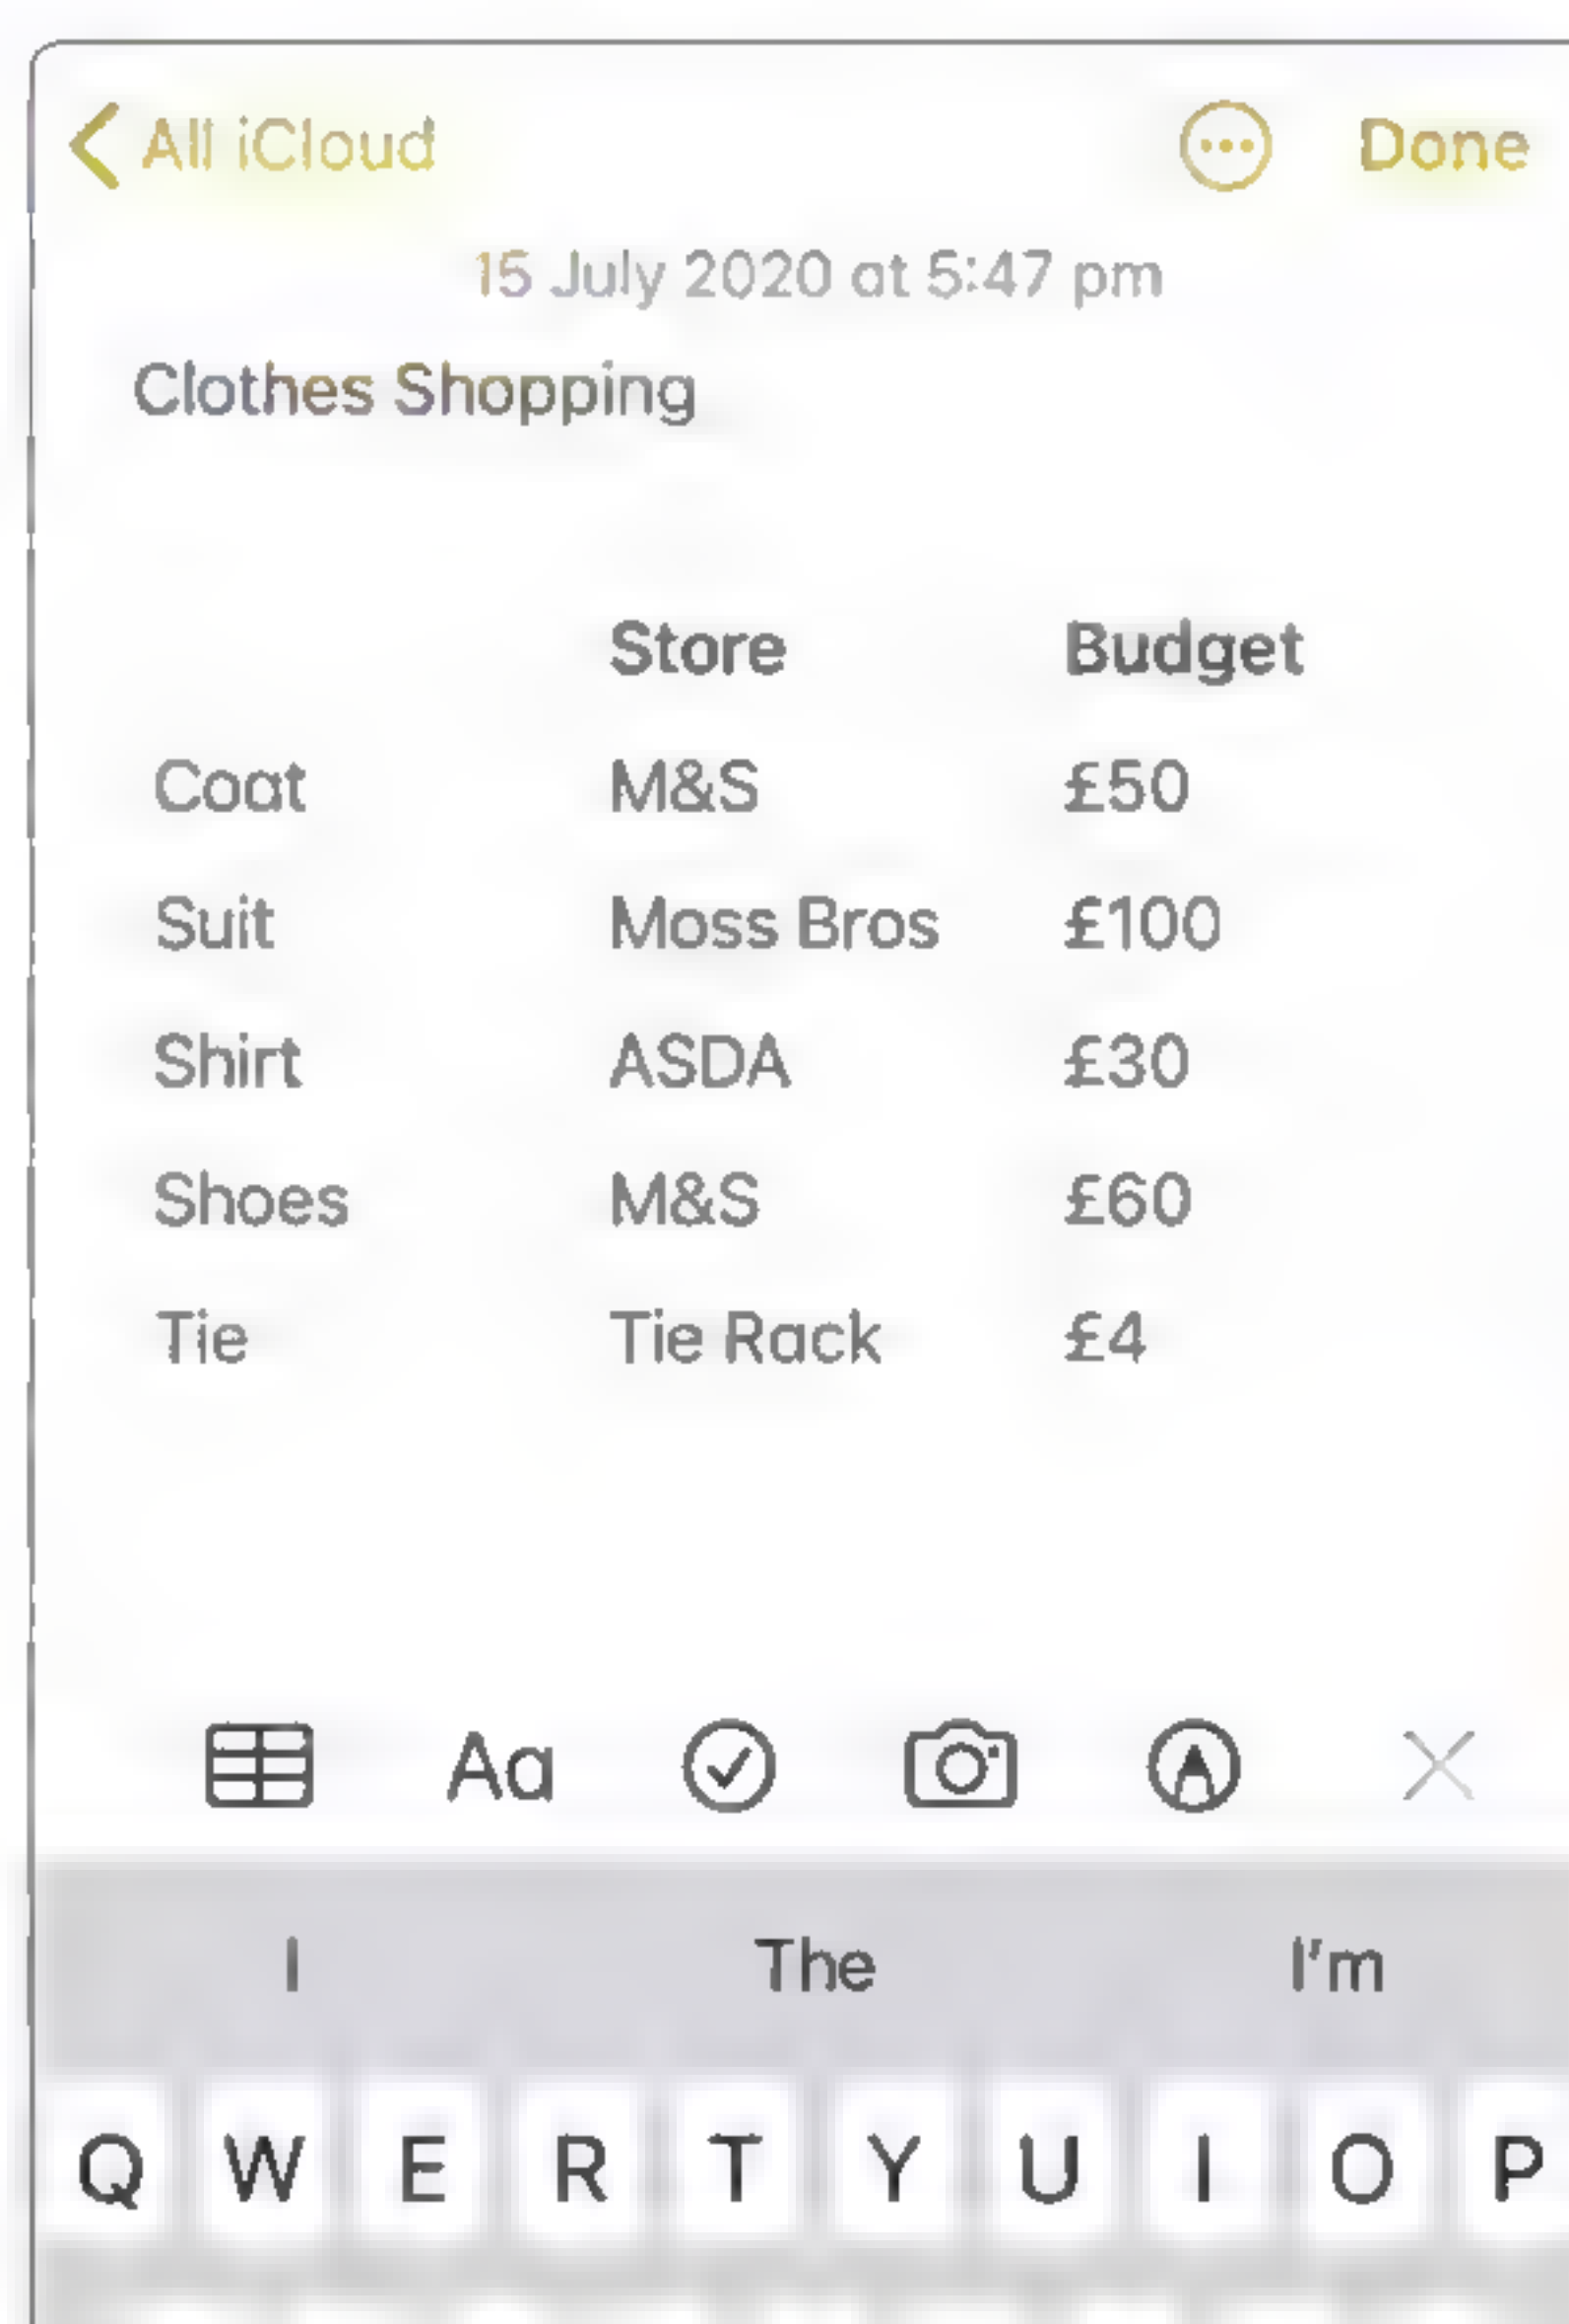 All iCloud Done
15 July 2020 at 5:47 pm
Clothes Shopping
Store Budget
Coat M&S £50
Suit Moss Bros £100
Shirt ASDA £30
Shoes M&S £60
Tie Tie Rack £4
Aa
I The I'm
Q W E R T Y U I O P